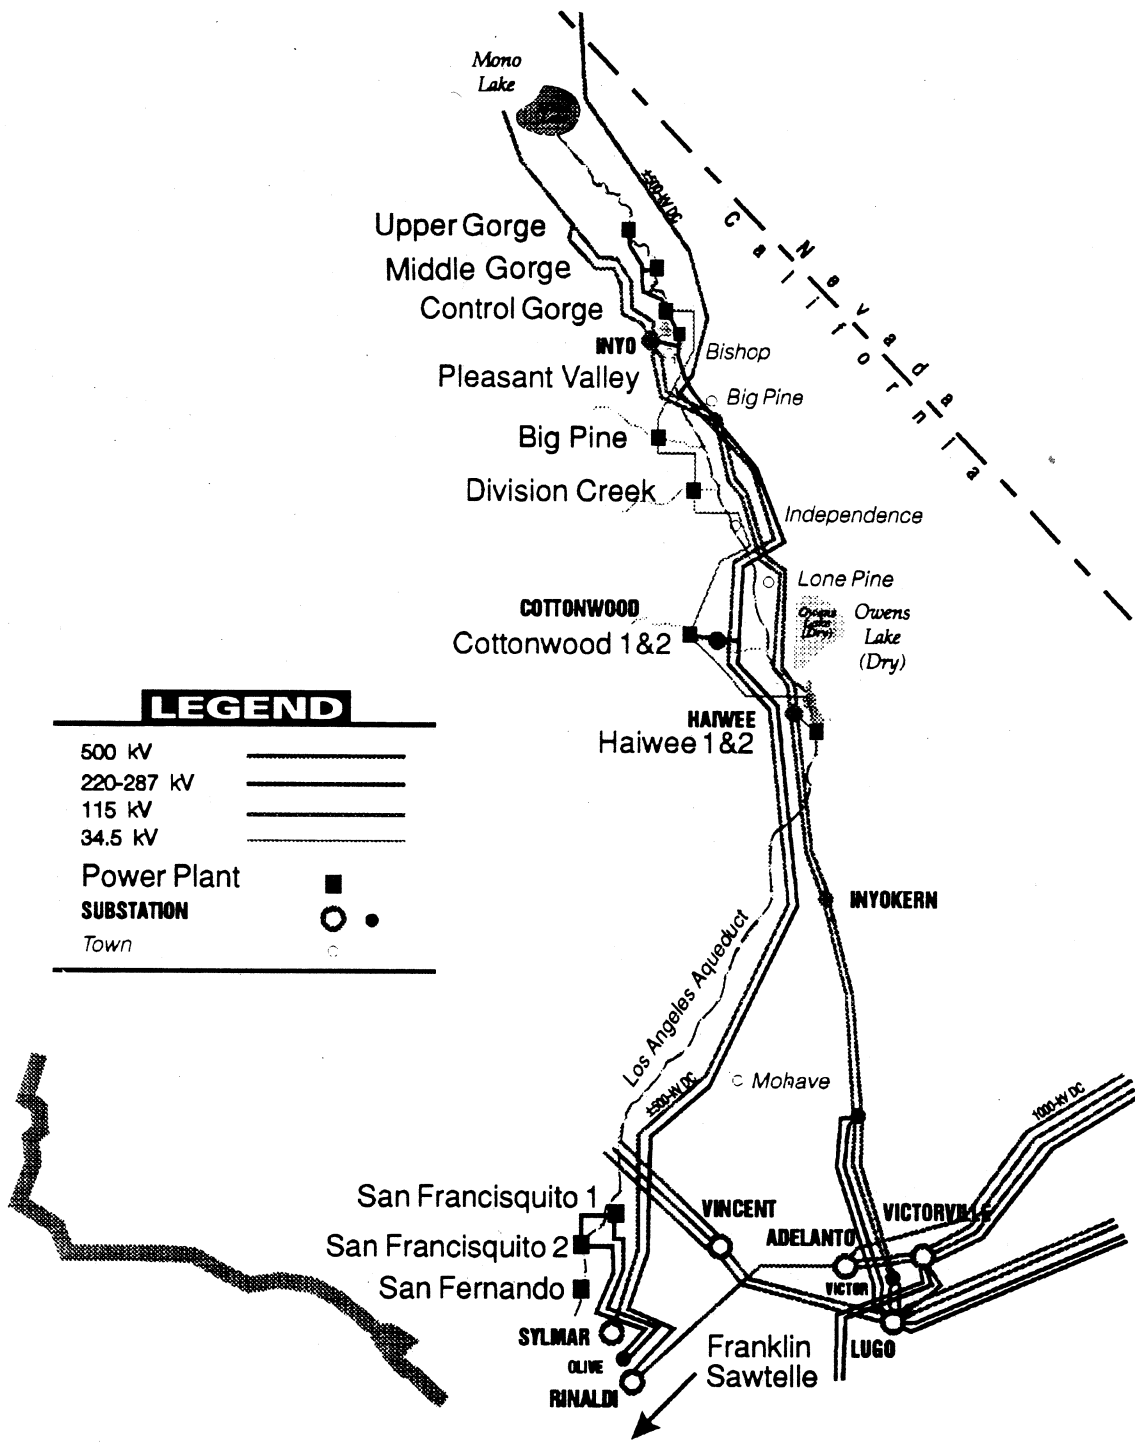 Mono
Lake
±500-kV DC
Nevada
California
Upper Gorge
Middle Gorge
Control Gorge
INYO
Bishop
Pleasant Valley
Big Pine
Big Pine
Division Creek
Independence
Lone Pine
COTTONWOOD
Cottonwood 1&2
Owens
Lake
(Dry)
Owens
Lake
(Dry)
HAIWEE
Haiwee 1&2
LEGEND
500 kV
220-287 kV
115 kV
34.5 kV
Power Plant
SUBSTATION
Town
INYOKERN
Los Angeles Aqueduct
±500-kV DC
Mohave
1000-kV DC
San Francisquito 1
San Francisquito 2
San Fernando
VINCENT
VICTORVILLE
ADELANTO
VICTOR
SYLMAR
OLIVE
RINALDI
LUGO
Franklin
Sawtelle